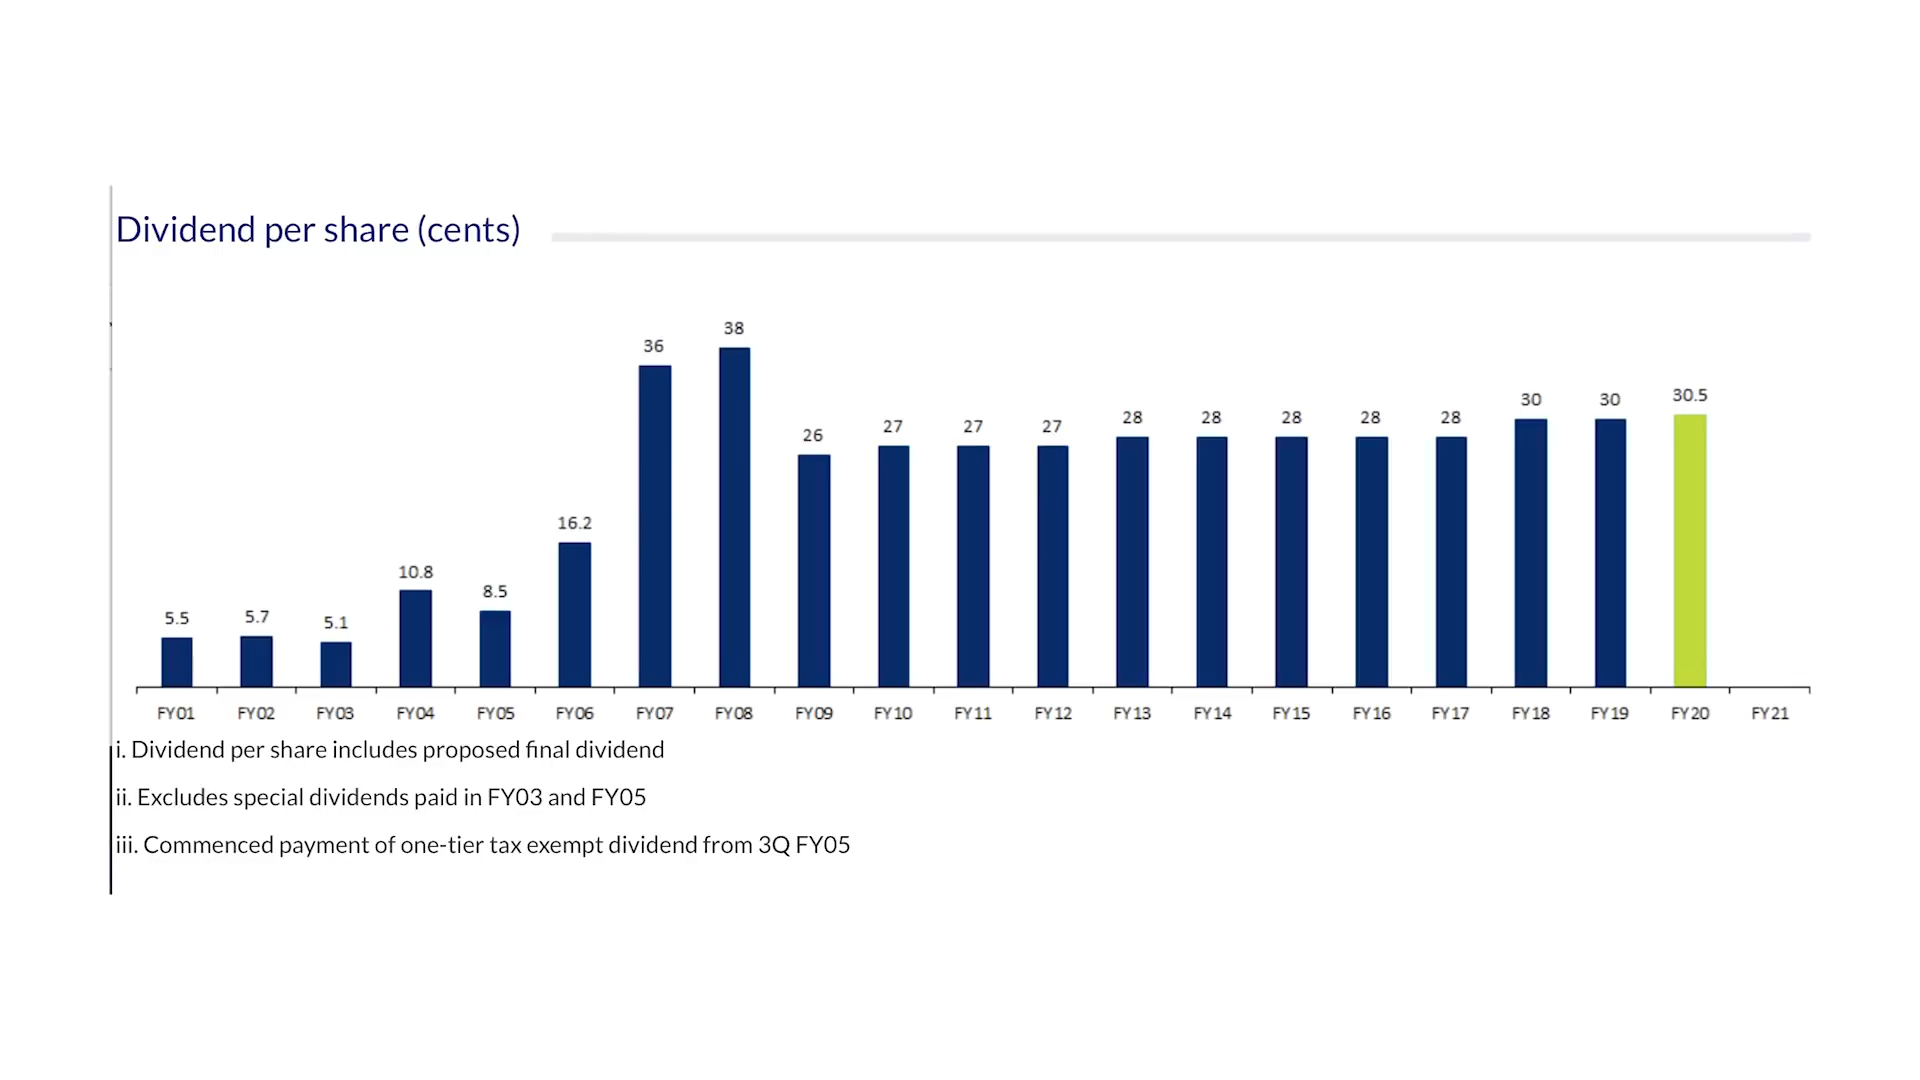 Dividend per share (cents)
38
36
30.5
30 30
28 28 28 28 28
27 27 27
26
16.2
10.8
8.5
5.7
5.5
5.1
FY01 FY02 FY03 FY04 FY05 FY06 FY07 FY08 FY09 FY10 FY11 FY12 FY13 FY14 FY15 FY16 FY17 FY18 FY19 FY20 FY21
i. Dividend per share includes proposed final dividend
ii. Excludes special dividends paid in FY03 and FY05
iii. Commenced payment of one-tier tax exempt dividend from 3Q FY05